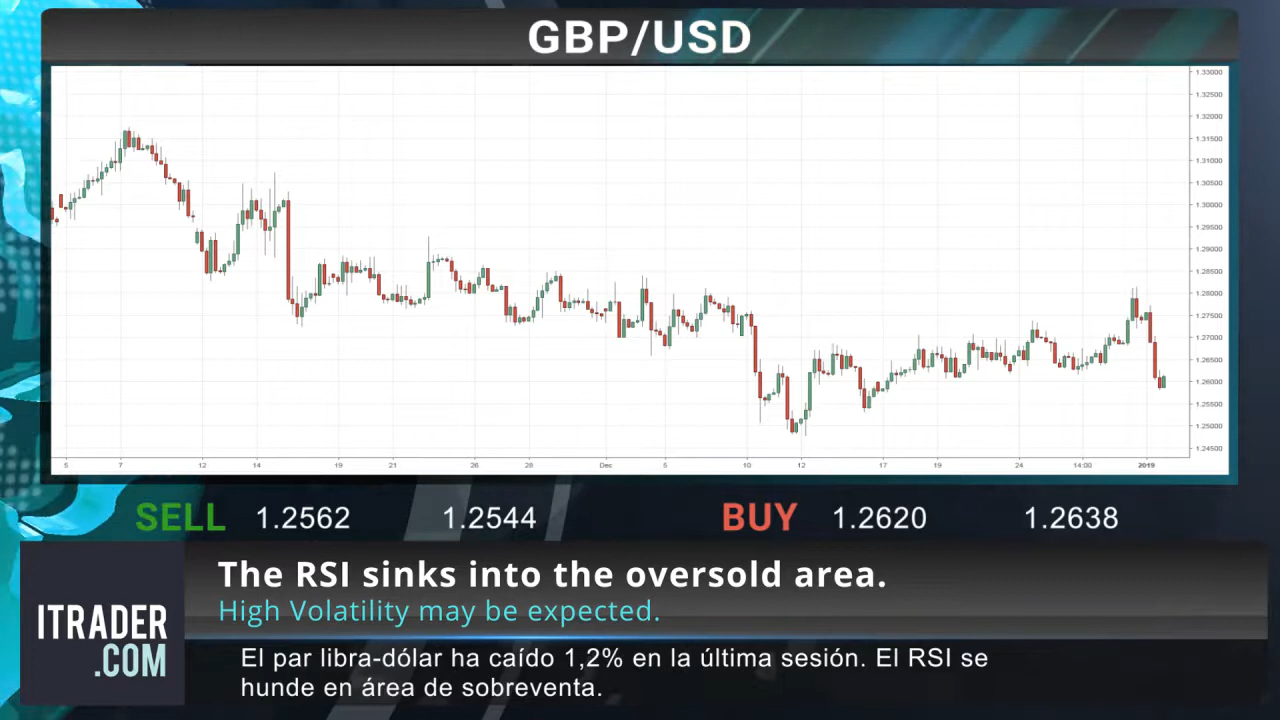 GBP/USD
1.33000
1.32500
1.32000
1.31500
1.31000
1.30500
1.30000
1.29500
1.29000
1.28500
1.28000
1.27500
1.27000
1.26500
1.26000
1.25500
1.25000
1.24500
5 7 12 14 19 21 26 28 Dec 5 10 12 17 19 24 14:00 2019
SELL 1.2562 1.2544 BUY 1.2620 1.2638
The RSI sinks into the oversold area.
High Volatility may be expected.
ITRADER
.COM
El par libra-dólar ha caído 1,2% en la última sesión. El RSI se
hunde en área de sobreventa.